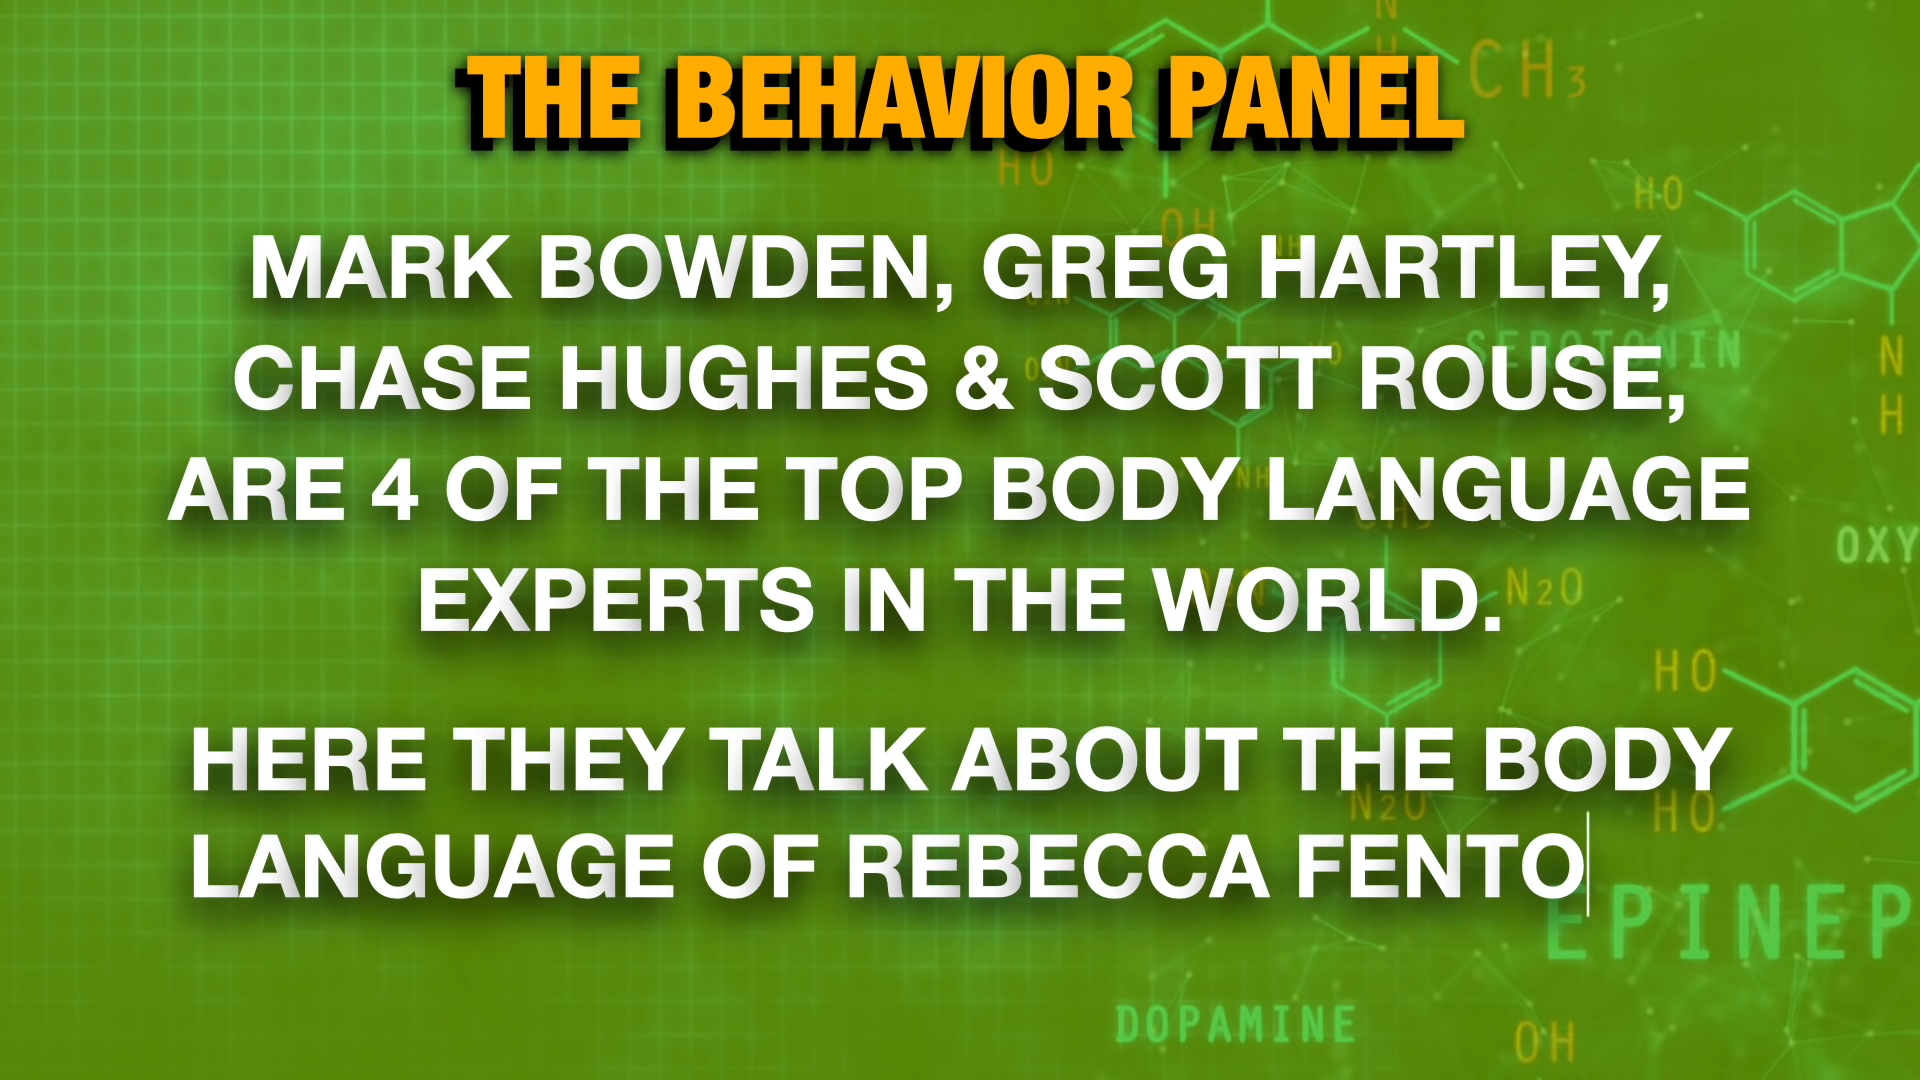 THE BEHAVIOR PANEL
MARK BOWDEN, GREG HARTLEY,
CHASE HUGHES & SCOTT ROUSE,
ARE 4 OF THE TOP BODY LANGUAGE
EXPERTS IN THE WORLD.
HERE THEY TALK ABOUT THE BODY
LANGUAGE OF REBECCA FENTO
N
H
CH3
HO
OH
HO
SEROTONIN
N
H
NH
OXY
N2O
HO
N2O
HO
EPINEP
DOPAMINE
OH